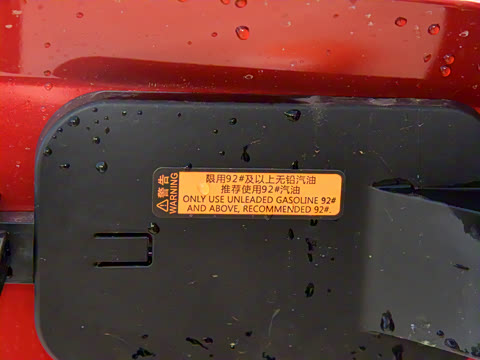 警告
WARNING
限用92#及以上无铅汽油
推荐使用92#汽油
ONLY USE UNLEADED GASOLINE 92#
AND ABOVE, RECOMMENDED 92#.